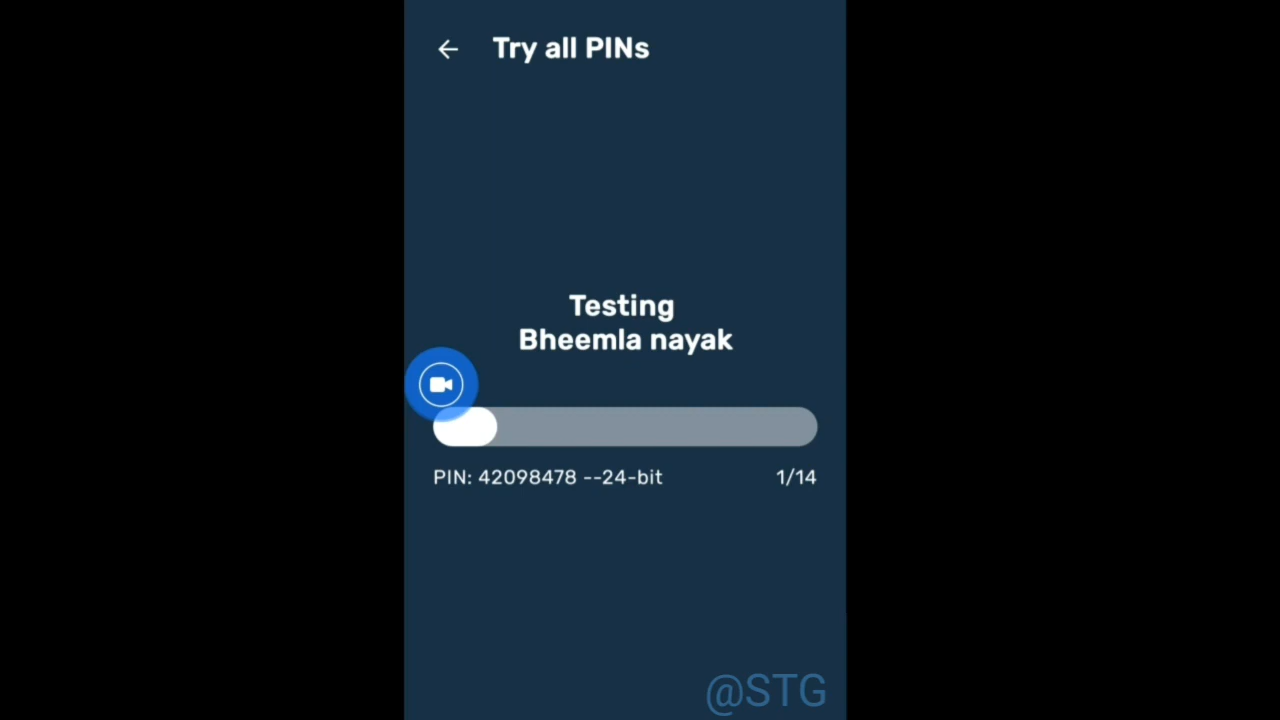 Try all PINs
Testing
Bheemla nayak
PIN: 42098478 --24-bit 1/14
@STG